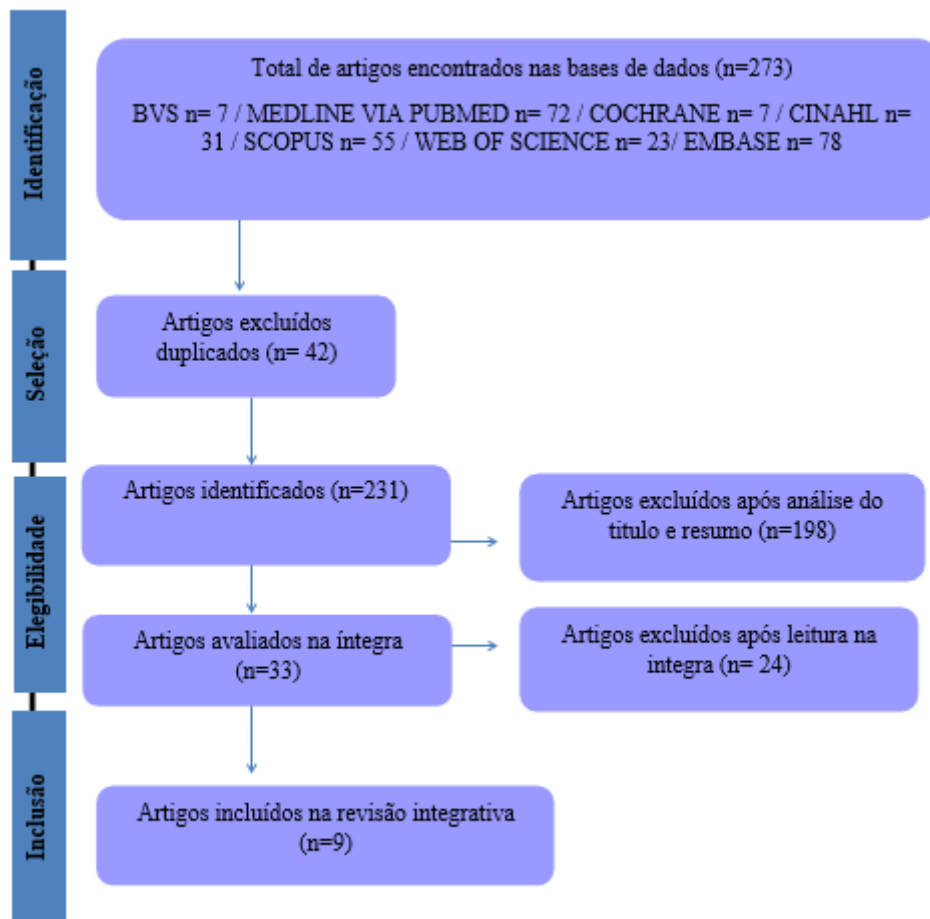 Identificação
Total de artigos encontrados nas bases de dados (n=273)
BVS n= 7 / MEDLINE VIA PUBMED = 72 / COCHRANE n= 7 / CINAHL n=
31 / SCOPUS n= 55 / WEB OF SCIENCE n= 23/ EMBASE n= 78
Seleção
Artigos excluídos
duplicados (n= 42)
Elegibilidade
Artigos identificados (n=231)
Artigos excluídos após análise do
titulo e resumo (n=198)
Artigos avaliados na íntegra
(n=33)
Artigos excluídos após leitura na
integra (n= 24)
Inclusão
Artigos incluídos na revisão integrativa
(n=9)